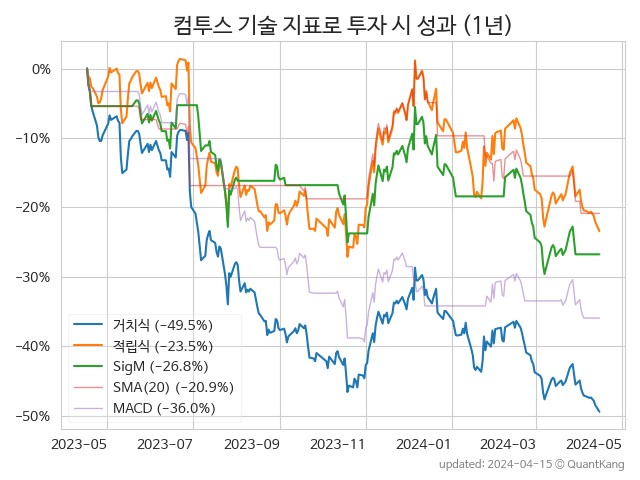 컴투스 기술 지표로 투자 시 성과 (1년)
0%
−10%
−20%
−30%
−40%
−50%
거치식 (−49.5%)
적립식 (−23.5%)
SigM (−26.8%)
SMA(20) (−20.9%)
MACD (−36.0%)
2023-05 2023-07 2023-09 2023-11 2024-01 2024-03 2024-05
updated: 2024-04-15 © QuantKang